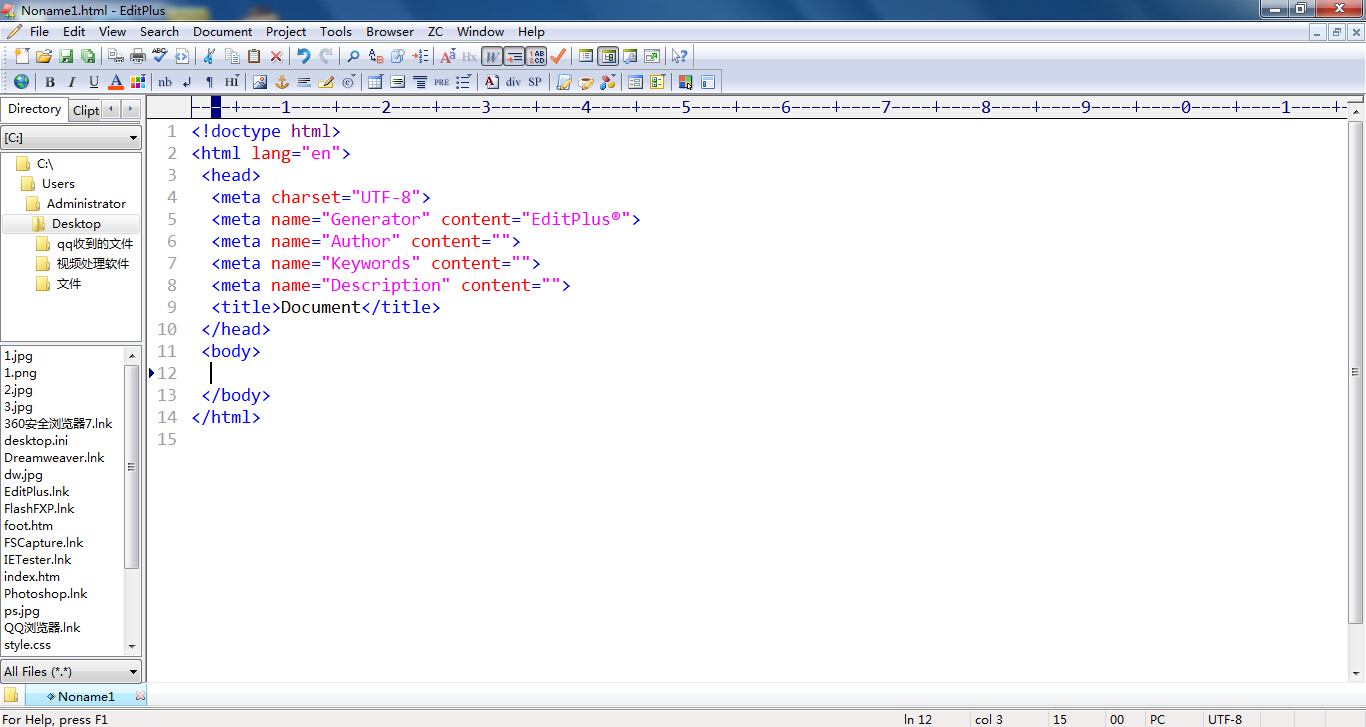 Noname1.html - EditPlus
File Edit View Search Document Project Tools Browser ZC Window Help
B I U A nb ¶ HI PRE A div SP
Directory Clipt
[C:]
C:\
Users
Administrator
Desktop
qq收到的文件
视频处理软件
文件
1.jpg
1.png
2.jpg
3.jpg
360安全浏览器7.lnk
desktop.ini
Dreamweaver.lnk
dw.jpg
EditPlus.lnk
FlashFXP.lnk
foot.htm
FSCapture.lnk
IETester.lnk
index.htm
Photoshop.lnk
ps.jpg
QQ浏览器.lnk
style.css
All Files (*.*)
----+----1----+----2----+----3----+----4----+----5----+----6----+----7----+----8----+----9----+----0----+----1----+-
1 <!doctype html>
2 <html lang="en">
3 <head>
4 <meta charset="UTF-8">
5 <meta name="Generator" content="EditPlus®">
6 <meta name="Author" content="">
7 <meta name="Keywords" content="">
8 <meta name="Description" content="">
9 <title>Document</title>
10 </head>
11 <body>
12
13 </body>
14 </html>
15
Noname1
For Help, press F1 ln 12 col 3 15 00 PC UTF-8